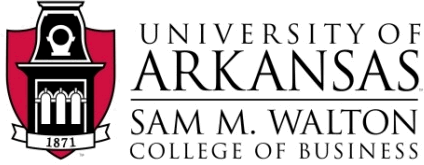 UNIVERSITY OF
ARKANSAS
SAM M. WALTON
COLLEGE OF BUSINESS
1871